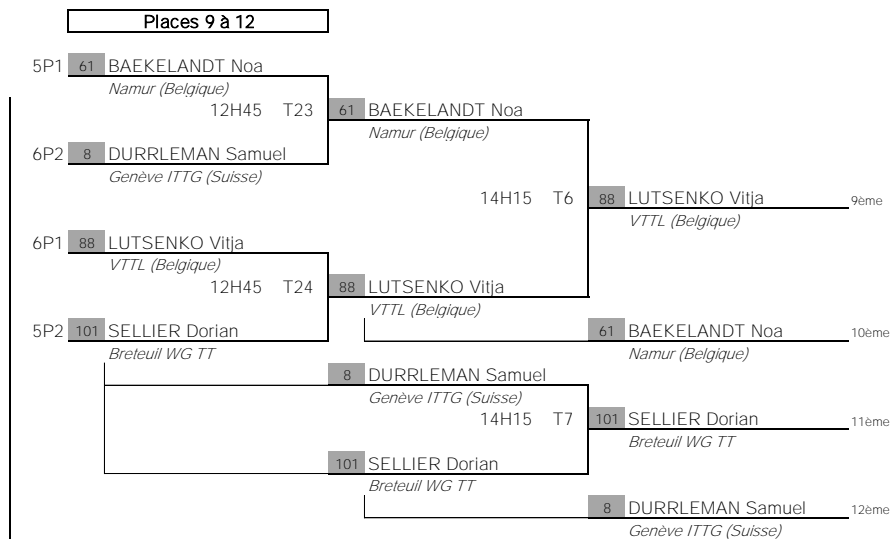 Places 9 à 12
5P1 61 BAEKELANDT Noa
Namur (Belgique)
12H45 T23 61 BAEKELANDT Noa
Namur (Belgique)
6P2 8 DURRLEMAN Samuel
Genève ITTG (Suisse)
14H15 T6 88 LUTSENKO Vitja 9ème
VTTL (Belgique)
6P1 88 LUTSENKO Vitja
VTTL (Belgique)
12H45 T24 88 LUTSENKO Vitja
VTTL (Belgique)
5P2 101 SELLIER Dorian 61 BAEKELANDT Noa 10ème
Breteuil WG TT Namur (Belgique)
8 DURRLEMAN Samuel
Genève ITTG (Suisse)
14H15 T7 101 SELLIER Dorian 11ème
Breteuil WG TT
101 SELLIER Dorian
Breteuil WG TT
8 DURRLEMAN Samuel 12ème
Genève ITTG (Suisse)